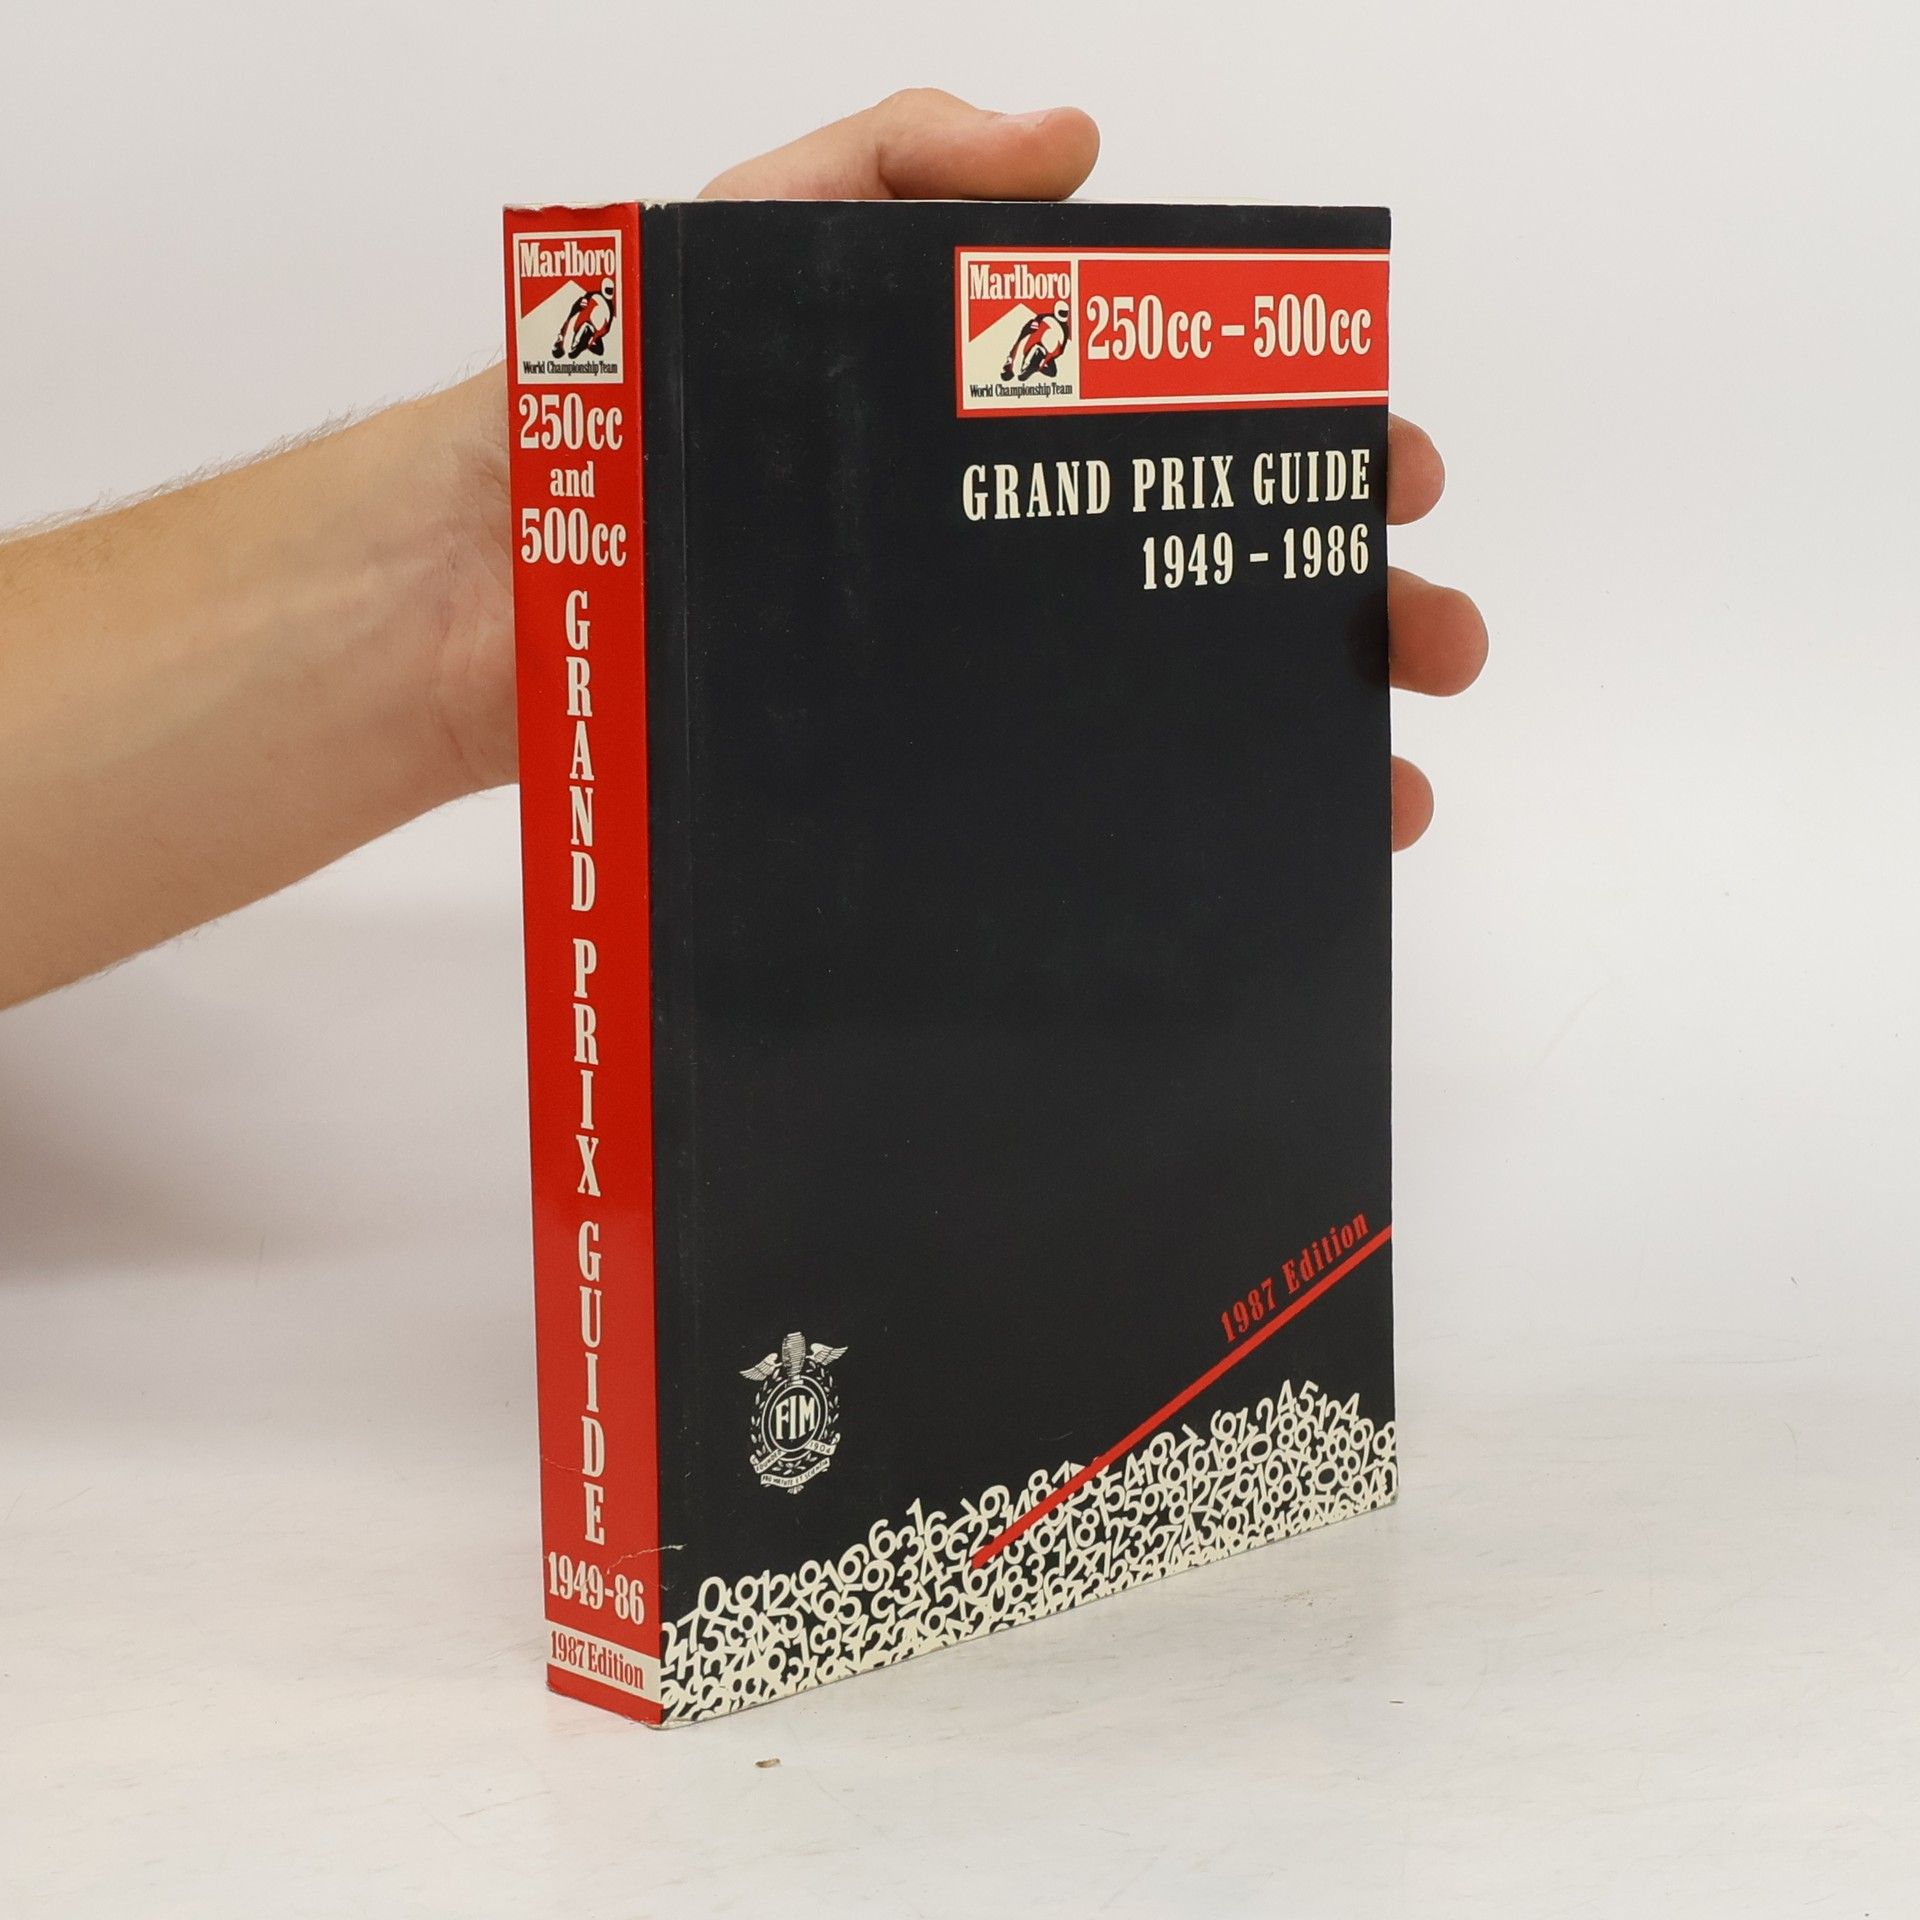 Marlboro
World Championship Team
250cc
and
500cc
GRAND PRIX GUIDE
1949-86
1987 Edition
Marlboro
World Championship Team
250cc - 500cc
GRAND PRIX GUIDE
1949 - 1986
1987 Edition
FIM
1904